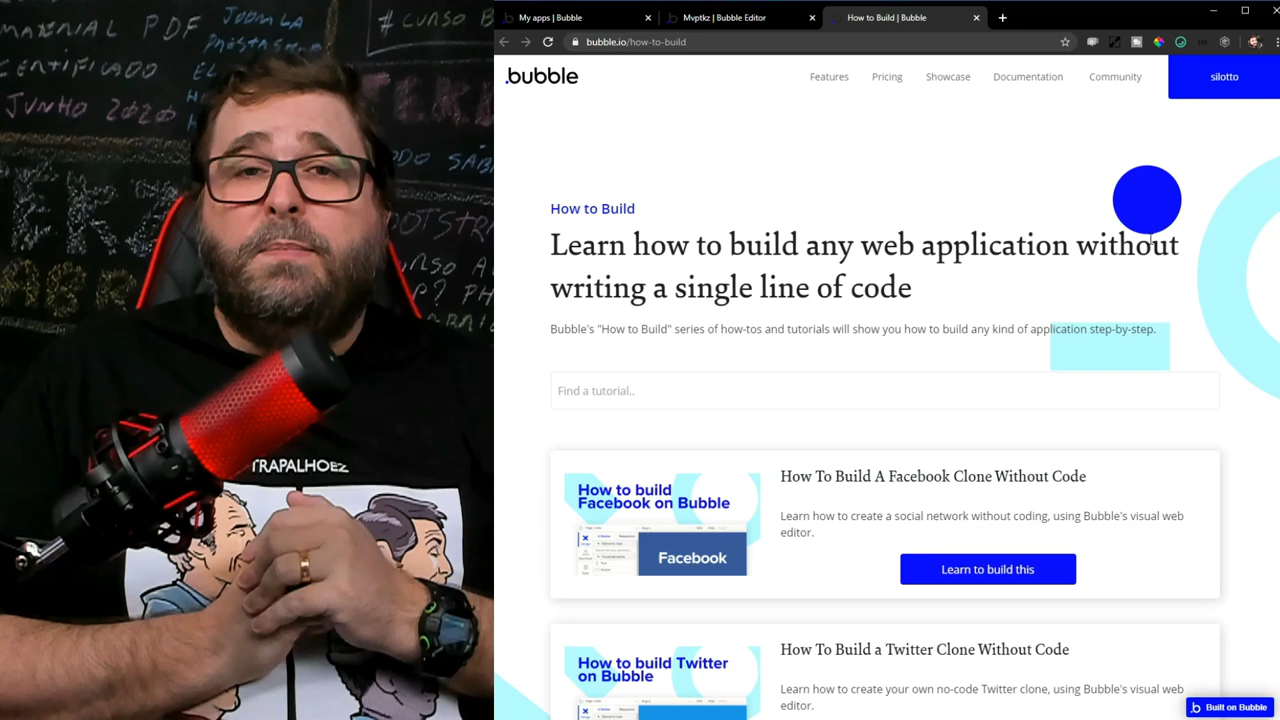 My apps | Bubble
Mvptkz | Bubble Editor
How to Build | Bubble
bubble.io/how-to-build
.bubble
Features
Pricing
Showcase
Documentation
Community
silotto
How to Build
Learn how to build any web application without
writing a single line of code
Bubble's "How to Build" series of how-tos and tutorials will show you how to build any kind of application step-by-step.
Find a tutorial..
How to build
Facebook on Bubble
Facebook
How To Build A Facebook Clone Without Code
Learn how to create a social network without coding, using Bubble's visual web
editor.
Learn to build this
How to build Twitter
on Bubble
How To Build a Twitter Clone Without Code
Learn how to create your own no-code Twitter clone, using Bubble's visual web
editor.
Built on Bubble
PDF
JOOMLA
# CURSO
CERTIFICADO
JUNHO 2020
TRAPALHOEZ